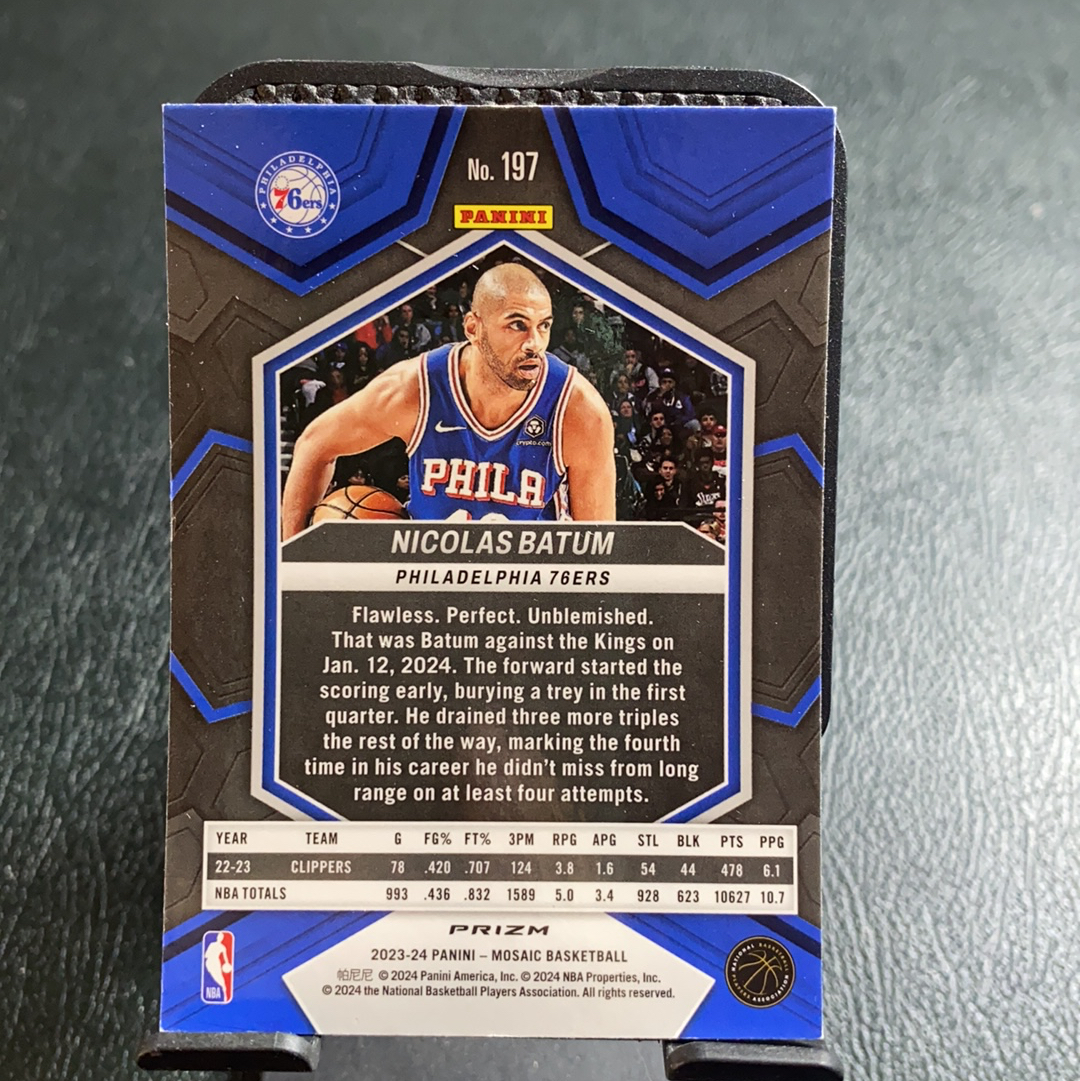 No. 197
PHILADELPHIA
76ers
PANINI
crypto.com
PHILA
NICOLAS BATUM
PHILADELPHIA 76ERS
Flawless. Perfect. Unblemished.
That was Batum against the Kings on
Jan. 12, 2024. The forward started the
scoring early, burying a trey in the first
quarter. He drained three more triples
the rest of the way, marking the fourth
time in his career he didn't miss from long
range on at least four attempts.
YEAR TEAM G FG% FT% 3PM RPG APG STL BLK PTS PPG
22-23 CLIPPERS 78 .420 .707 124 3.8 1.6 54 44 478 6.1
NBA TOTALS 993 .436 .832 1589 5.0 3.4 928 623 10627 10.7
PRIZM
2023-24 PANINI – MOSAIC BASKETBALL
帕尼尼 © 2024 Panini America, Inc. © 2024 NBA Properties, Inc.
© 2024 the National Basketball Players Association. All rights reserved.
NBA
NATIONAL BASKETBALL
PLAYERS ASSOCIATION